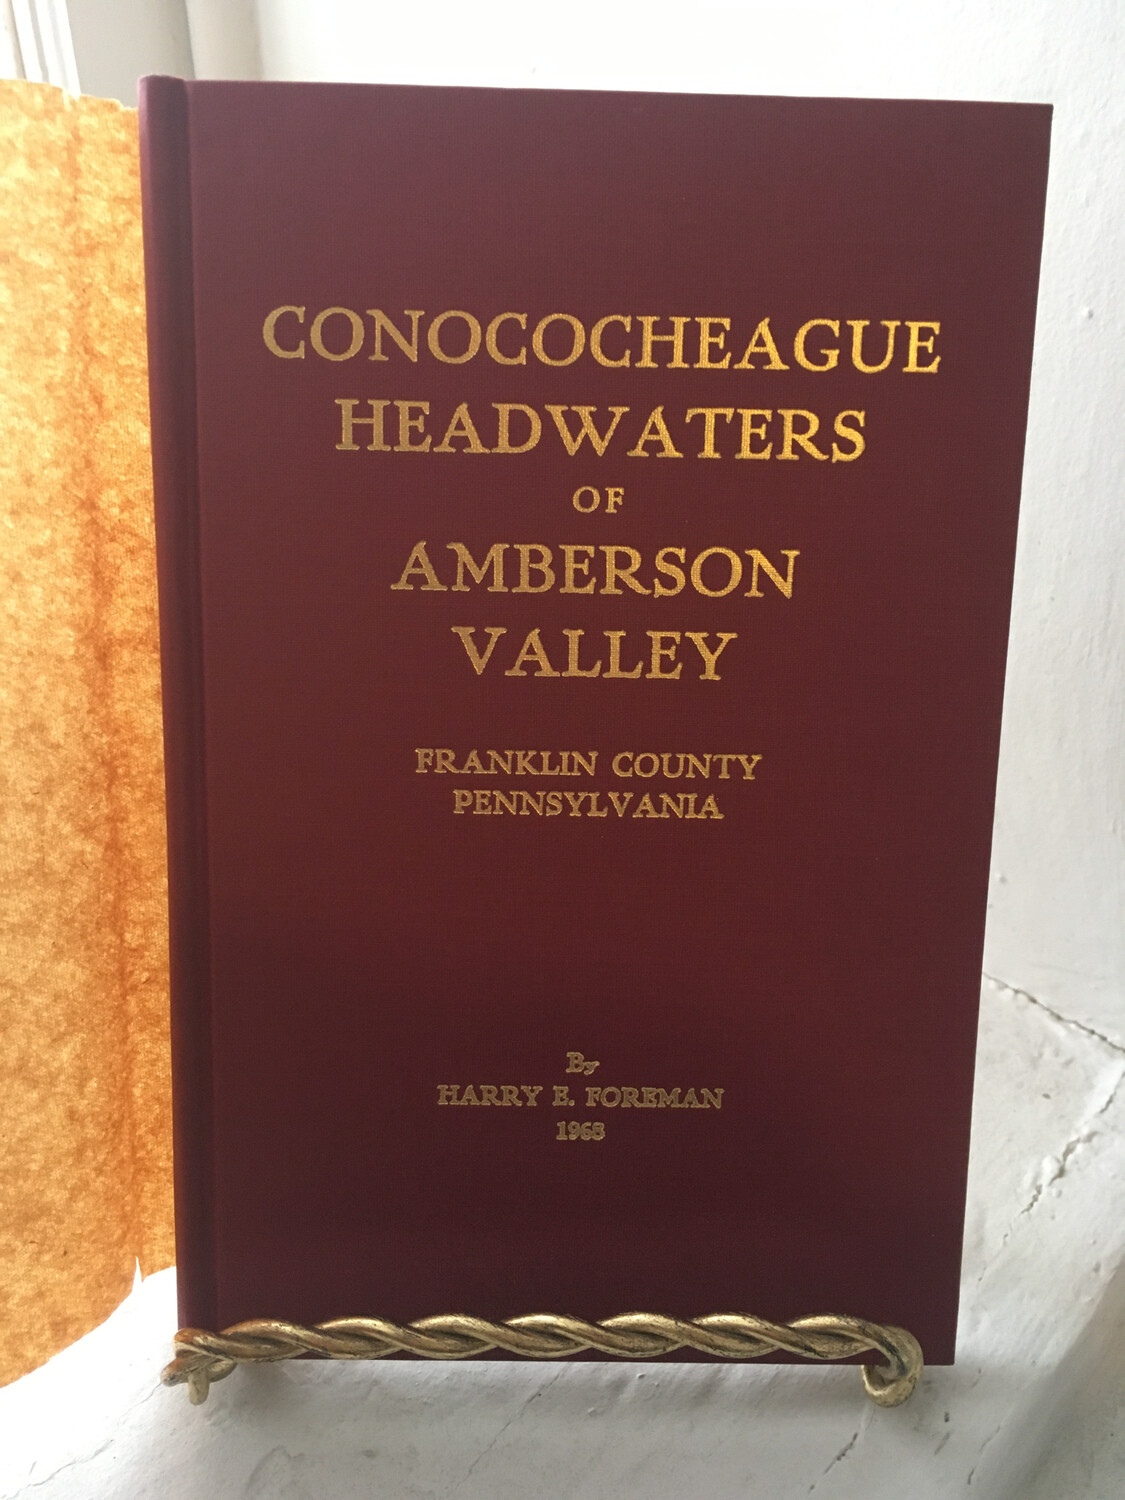 CONOCOCHEAGUE
HEADWATERS
OF
AMBERSON
VALLEY
FRANKLIN COUNTY
PENNSYLVANIA
By
HARRY E. FOREMAN
1968